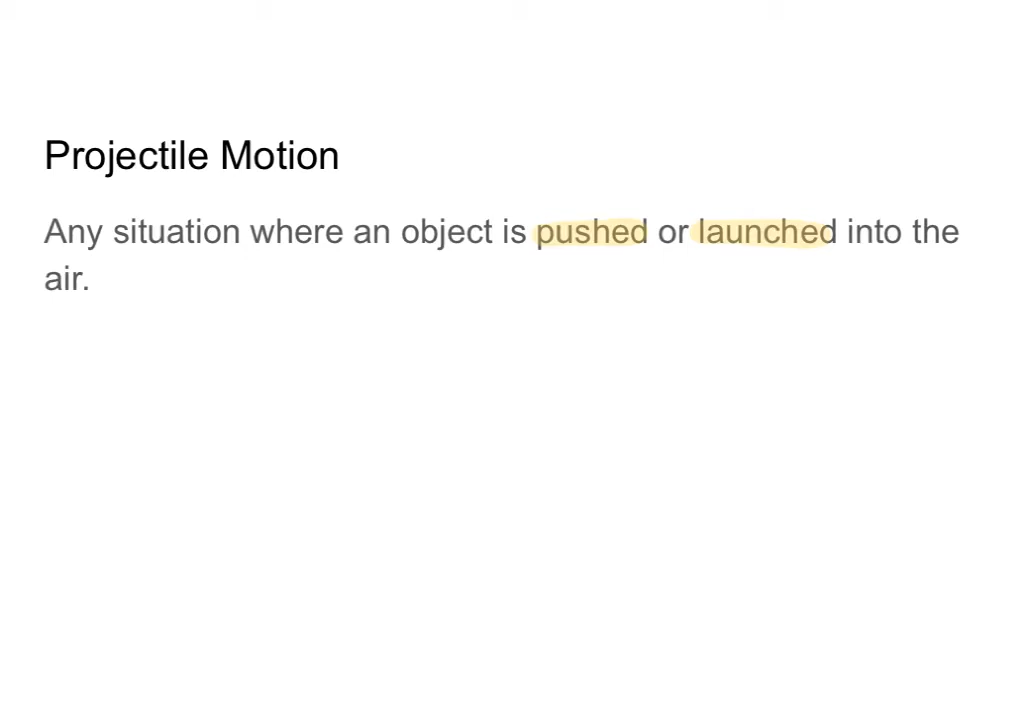 Projectile Motion
Any situation where an object is pushed or launched into the
air.